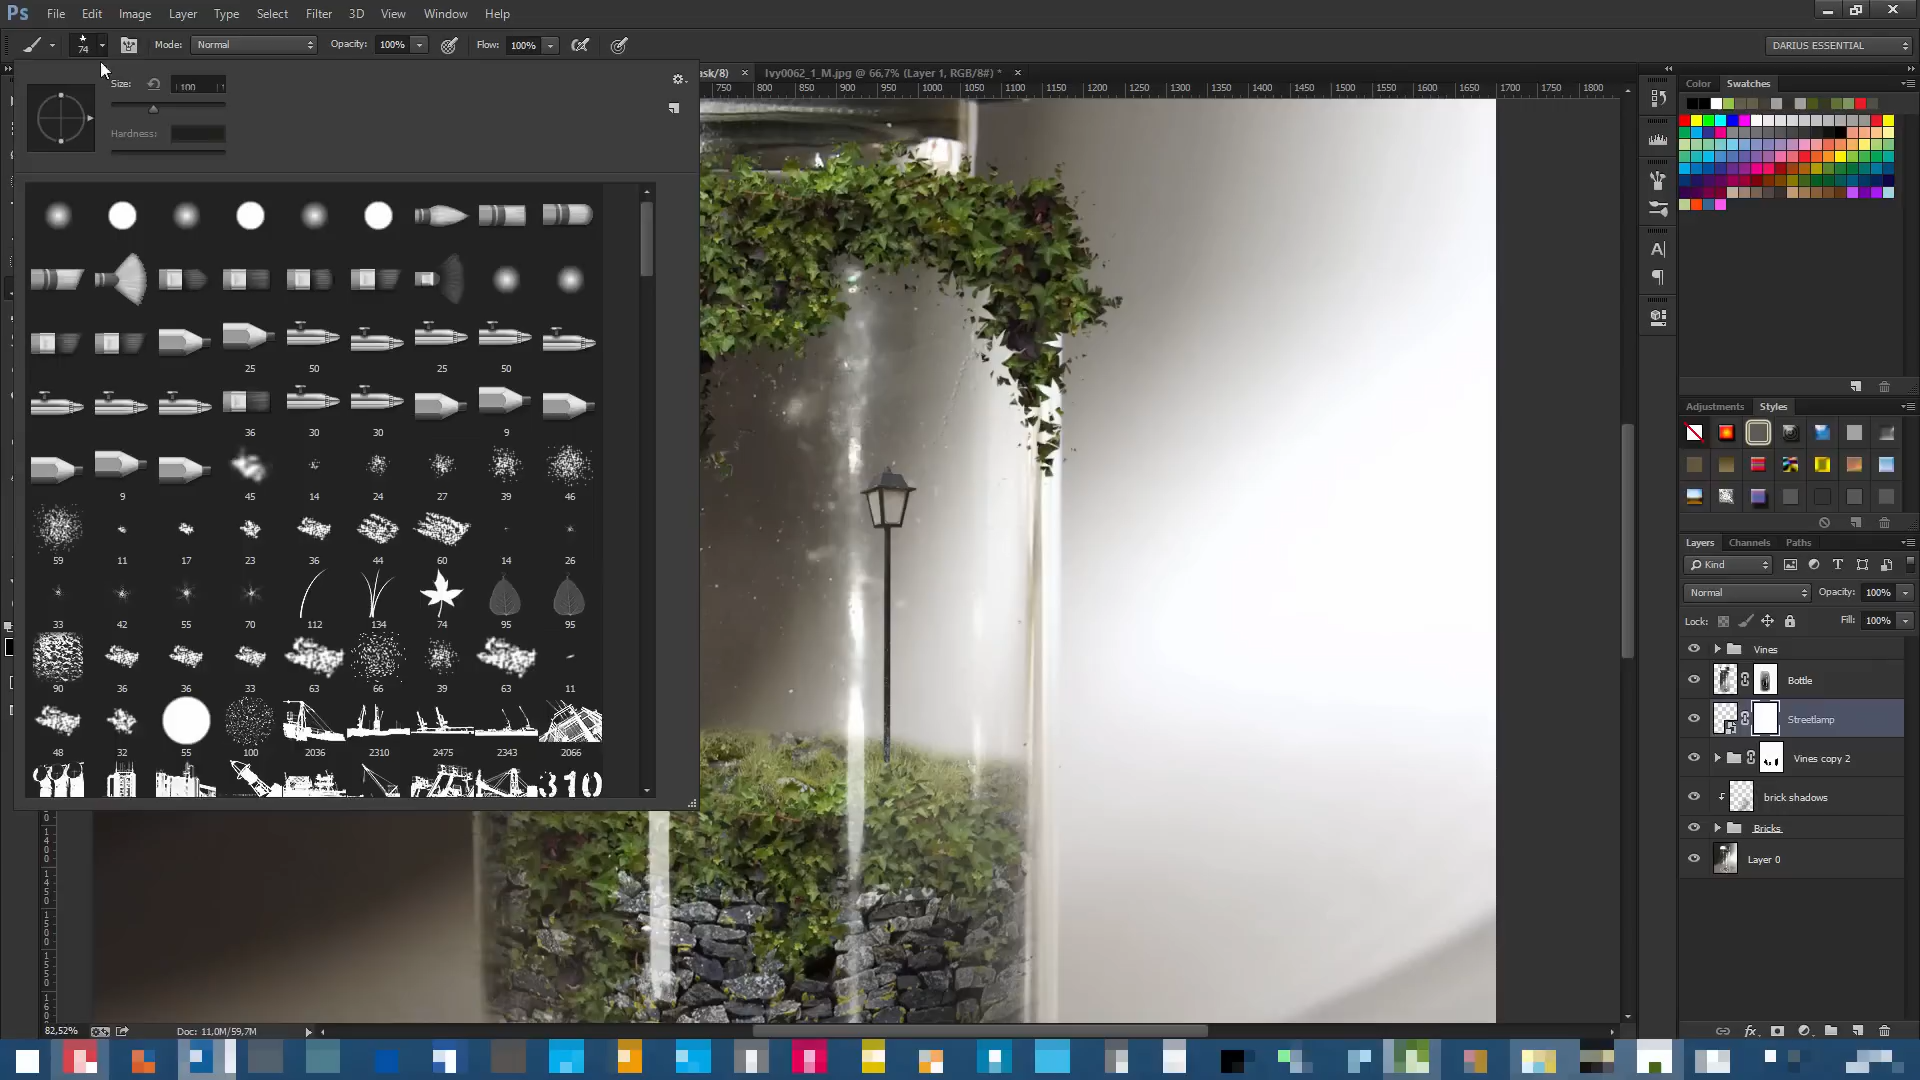 Ps File Edit Image Layer Type Select Filter 3D View Window Help
74 Mode: Normal Opacity: 100% Flow: 100% DARIUS ESSENTIAL
Ivy0062_1_M.jpg @ 66,7% (Layer 1, RGB/8#) *
Size: 100
Hardness:
750 800 850 900 950 1000 1050 1100 1150 1200 1250 1300 1350 1400 1450 1500 1550 1600 1650 1700 1750 1800
25 50 25 50
36 30 30 9
9 45 14 24 27 39 46
59 11 17 23 36 44 60 14 26
33 42 55 70 112 134 74 95 95
90 36 36 33 63 66 39 63 11
48 32 55 100 2036 2310 2475 2343 2066
310
Color Swatches
Adjustments Styles
Layers Channels Paths
Kind
Normal Opacity: 100%
Lock: Fill: 100%
Vines
Bottle
Streetlamp
Vines copy 2
brick shadows
Bricks
Layer 0
82,52% Doc: 11,0M/59,7M